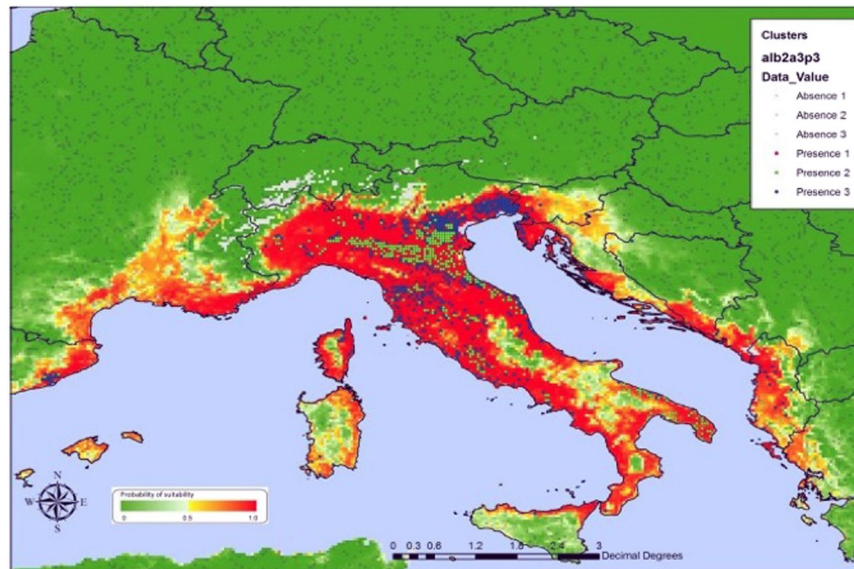 Clusters
alb2a3p3
Data_Value
Absence 1
Absence 2
Absence 3
Presence 1
Presence 2
Presence 3
N
W E
S
Probability of suitability
0 0.5 1.0
0 0.3 0.6 1.2 1.8 2.4 3
Decimal Degrees